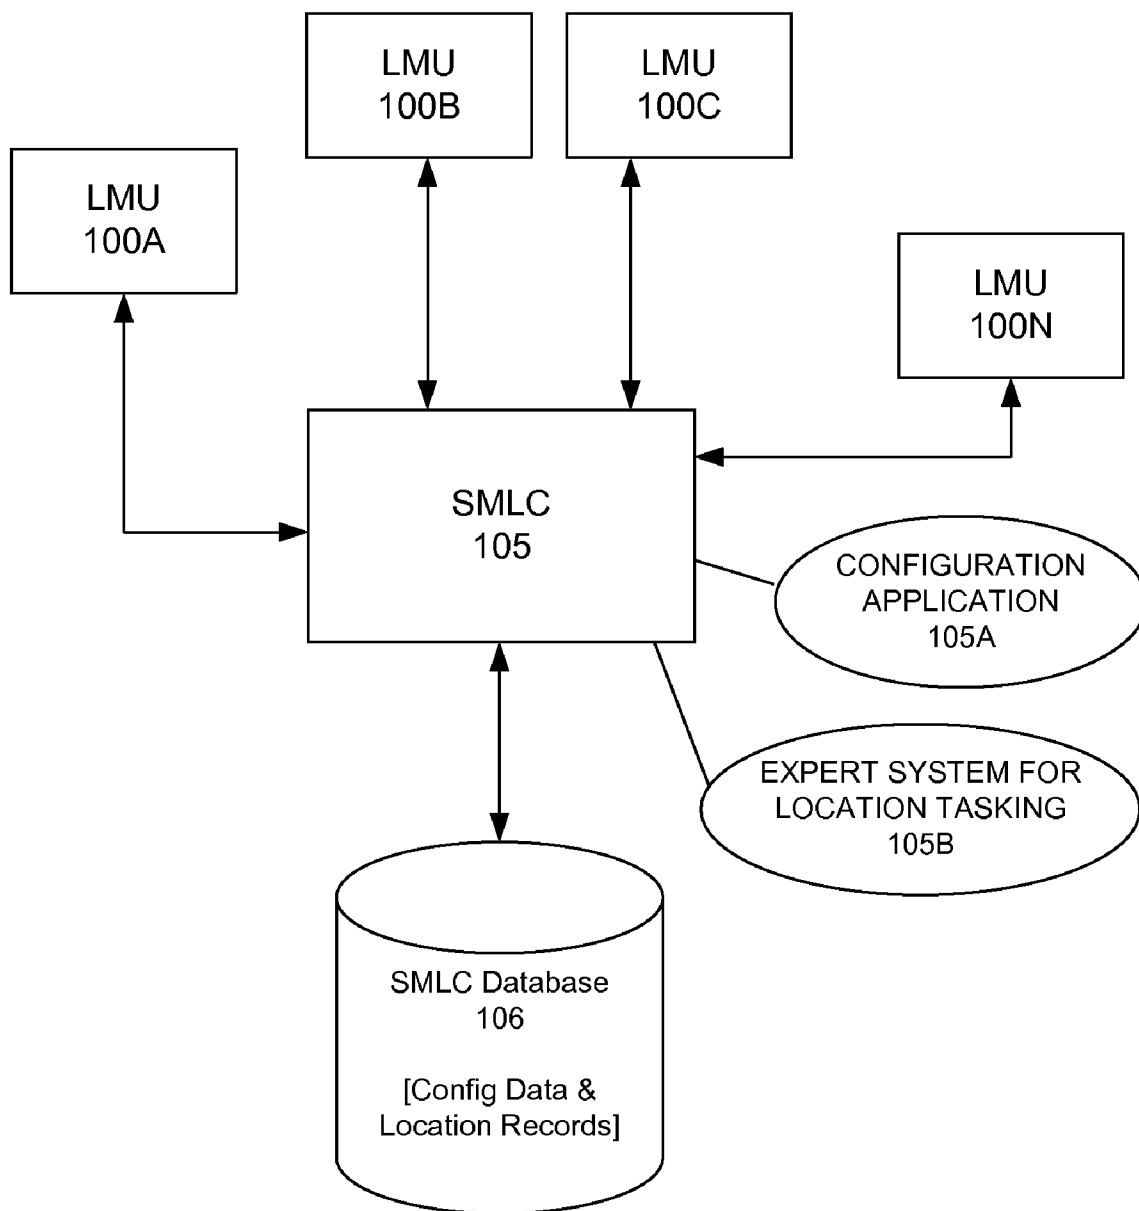 LMU
100B
LMU
100C
LMU
100A
LMU
100N
SMLC
105
CONFIGURATION
APPLICATION
105A
EXPERT SYSTEM FOR
LOCATION TASKING
105B
SMLC Database
106
[Config Data &
Location Records]